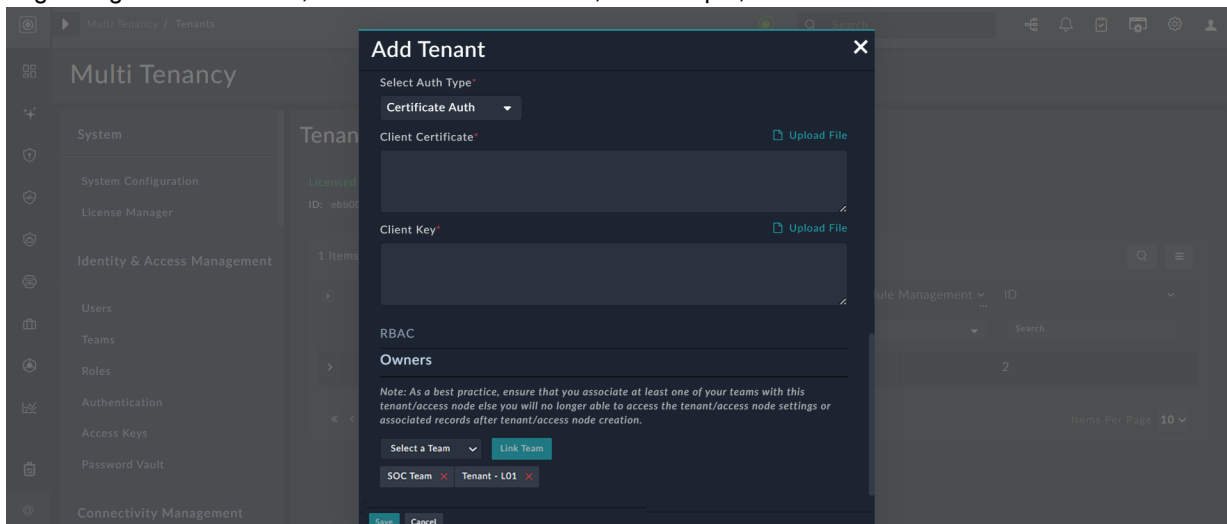 Multi Tenancy / Tenants
Search
Multi Tenancy
System
System Configuration
License Manager
Identity & Access Management
Users
Teams
Roles
Authentication
Access Keys
Password Vault
Connectivity Management
Tenan
Licensed
ID: ebb00
1 Items
ule Management
ID
Search
2
Items Per Page 10
Add Tenant
Select Auth Type*
Certificate Auth
Client Certificate*
Upload File
Client Key*
Upload File
RBAC
Owners
Note: As a best practice, ensure that you associate at least one of your teams with this
tenant/access node else you will no longer able to access the tenant/access node settings or
associated records after tenant/access node creation.
Select a Team
Link Team
SOC Team
Tenant - L01
Save
Cancel